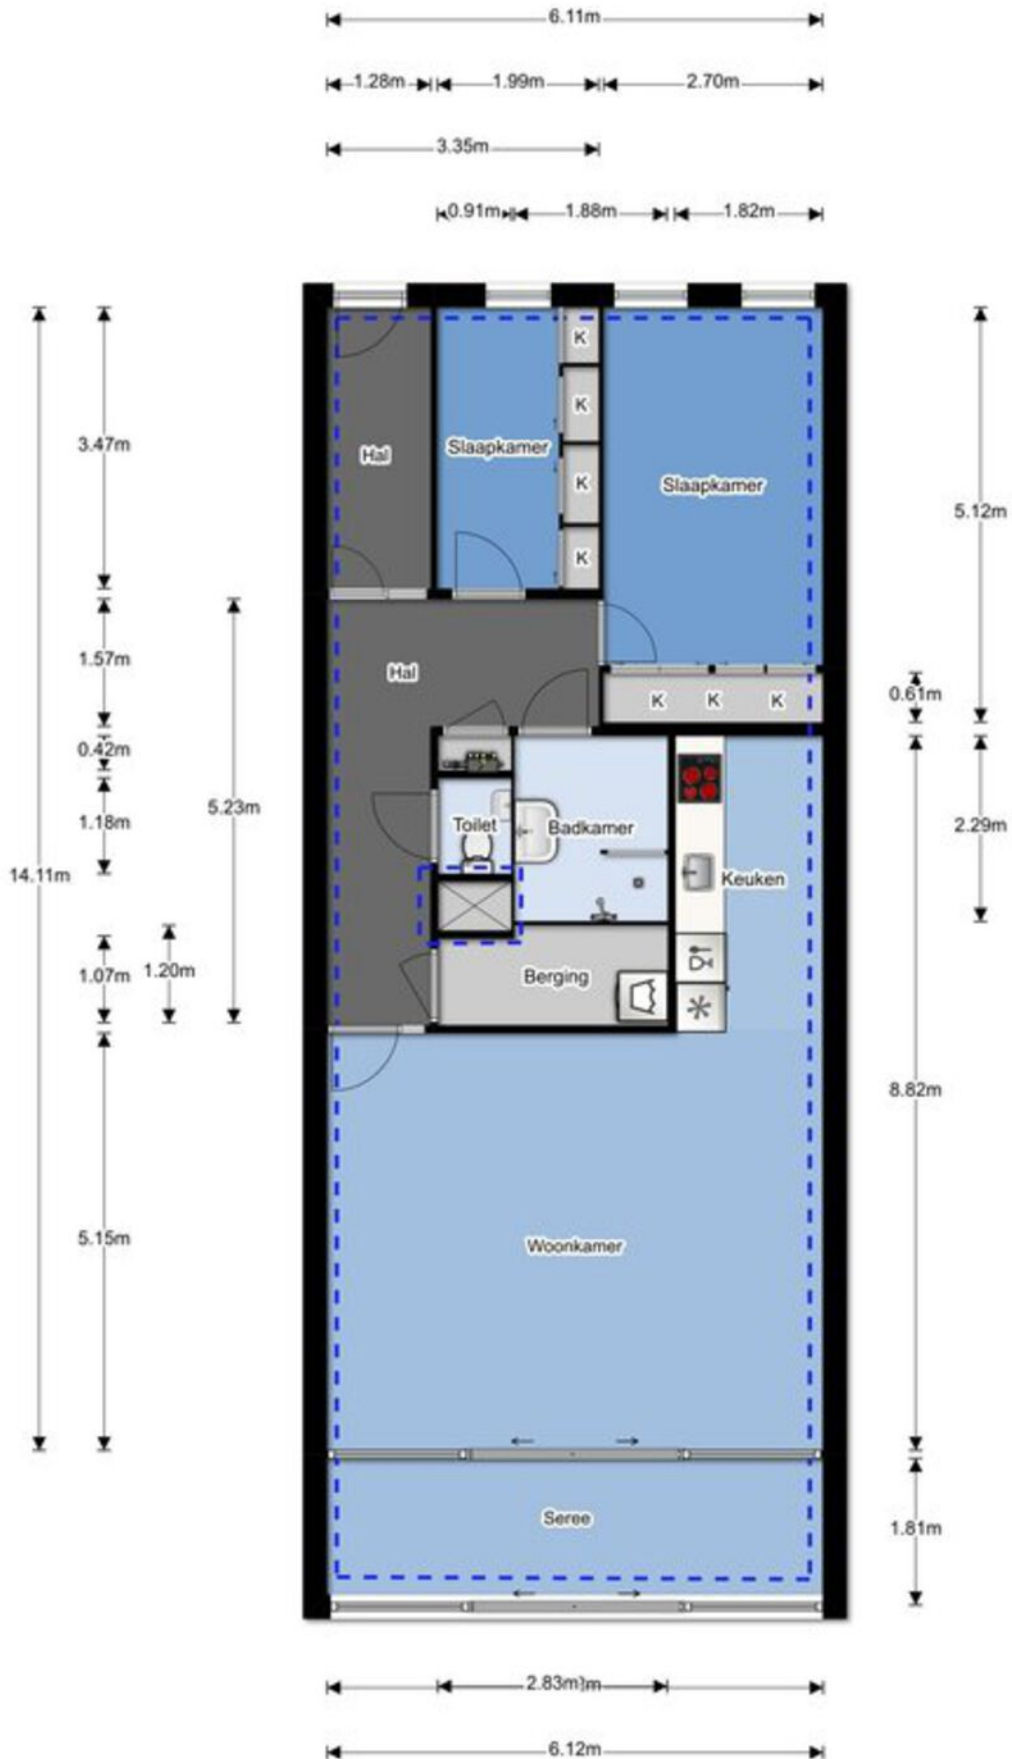 6.11m
1.28m 1.99m 2.70m
3.35m
0.91m 1.88m 1.82m
K
K
3.47m
Hal
Slaapkamer
K
Slaapkamer
5.12m
K
1.57m
Hal
0.61m
K K K
0.42m
5.23m
1.18m
Toilet
Badkamer
2.29m
14.11m
Keuken
1.07m
1.20m
Berging
8.82m
5.15m
Woonkamer
Seree
1.81m
2.83m
6.12m